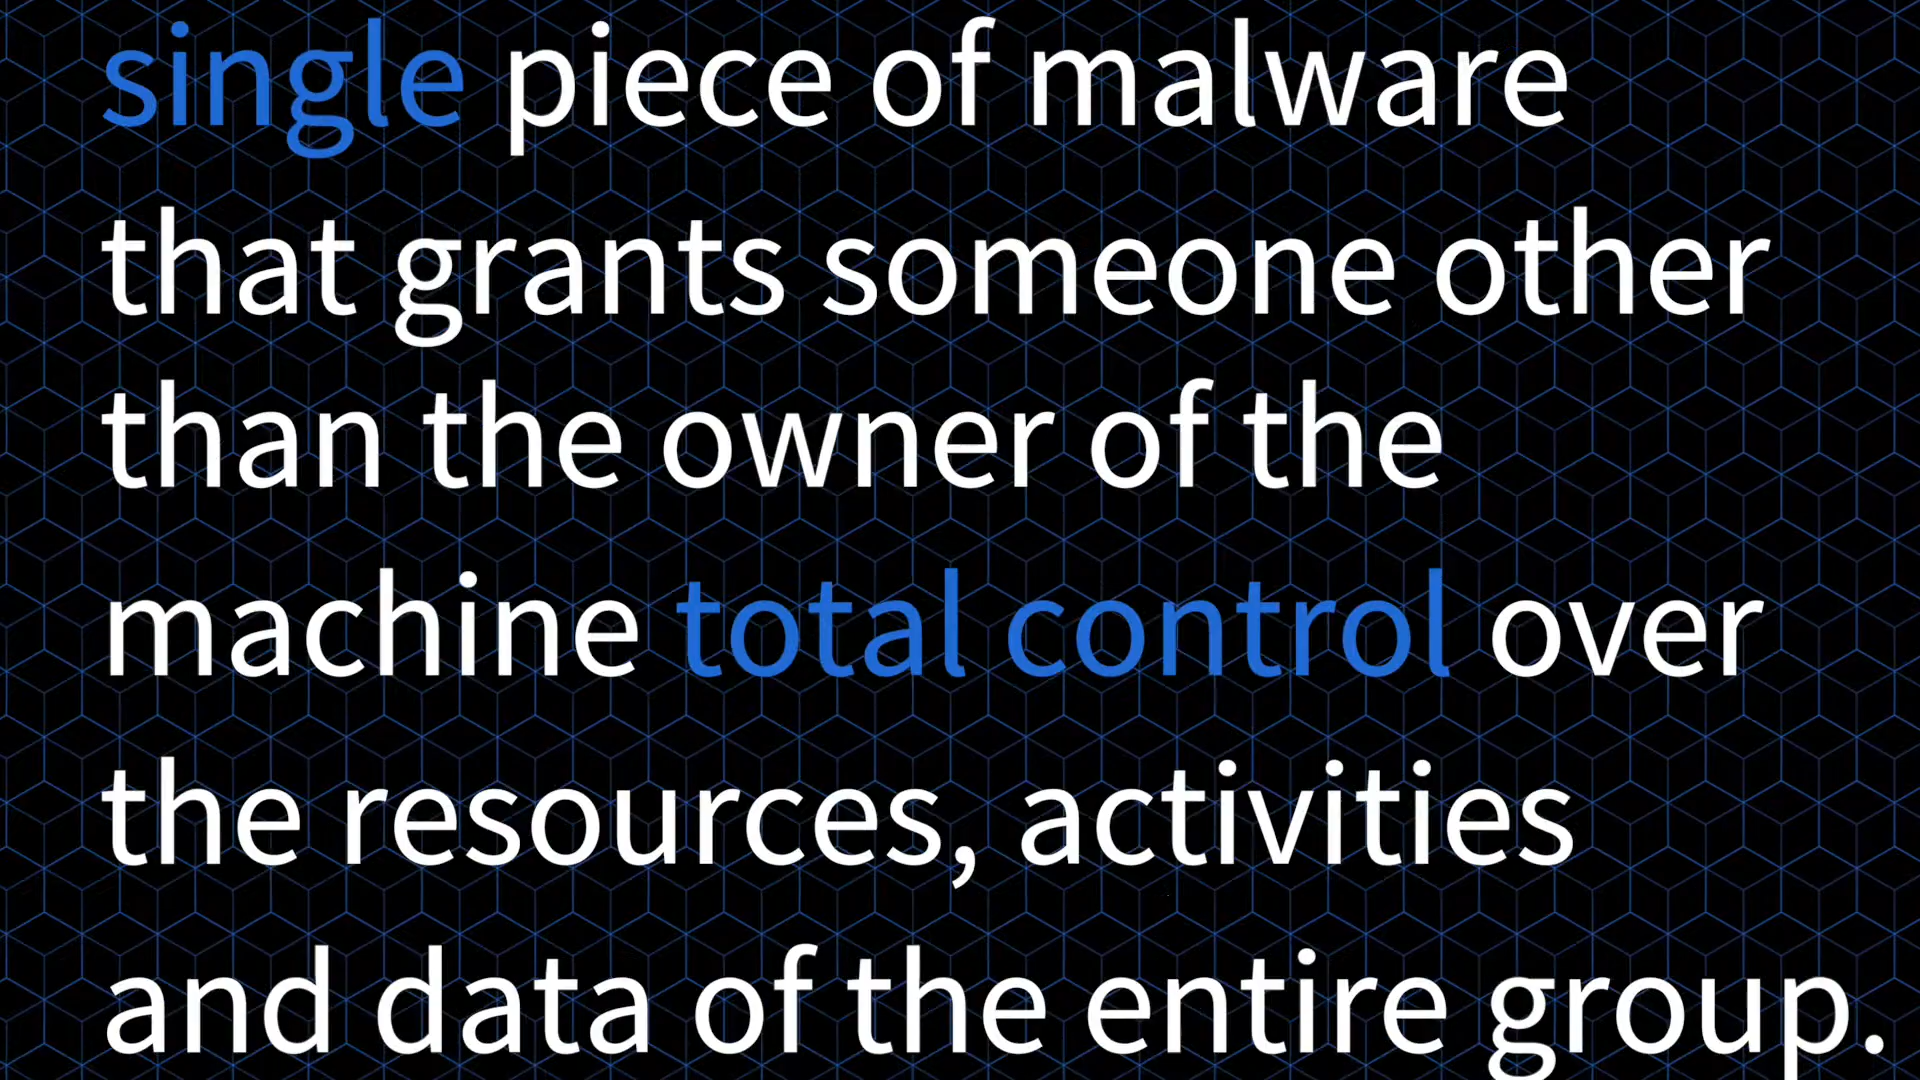 single piece of malware
that grants someone other
than the owner of the
machine total control over
the resources, activities
and data of the entire group.